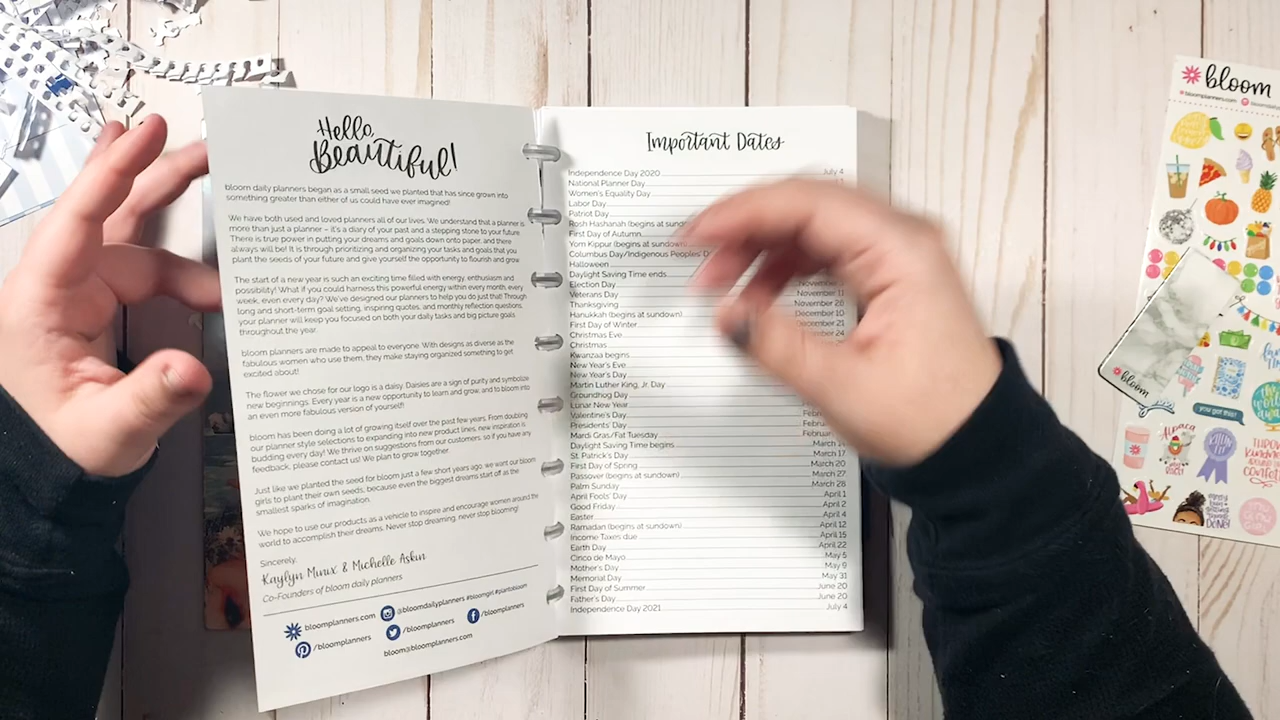 Hello,
Beautiful!
bloom daily planners began as a small seed we planted that has since grown into
something greater than either of us could have ever imagined!
We have both used and loved planners all of our lives. We understand that a planner is
more than just a planner – it's a diary of your past and a stepping stone to your future.
There is true power in putting your dreams and goals down onto paper, and there
always will be! It is through prioritizing and organizing your tasks and goals that you
plant the seeds of your future and give yourself the opportunity to flourish and grow.
The start of a new year is such an exciting time filled with energy, enthusiasm and
possibility! What if you could harness this powerful energy within every month, every
week, even every day? We've designed our planners to help you do just that! Through
long and short-term goal setting, inspiring quotes, and monthly reflection questions,
your planner will keep you focused on both your daily tasks and big picture goals
throughout the year.
bloom planners are made to appeal to everyone. With designs as diverse as the
fabulous women who use them, they make staying organized something to get
excited about!
The flower we chose for our logo is a daisy. Daisies are a sign of purity and symbolize
new beginnings. Every year is a new opportunity to learn and grow, and to bloom into
an even more fabulous version of yourself!
bloom has been doing a lot of growing itself over the past few years. From doubling
our planner style selections to expanding into new product lines, new inspiration is
budding every day! We thrive on suggestions from our customers, so if you have any
feedback, please contact us! We plan to grow together.
Just like we planted the seed for bloom just a few short years ago, we want our bloom
girls to plant their own seeds, because even the biggest dreams start off as the
smallest sparks of imagination.
We hope to use our products as a vehicle to inspire and encourage women around the
world to accomplish their dreams. Never stop dreaming, never stop blooming!
Sincerely,
Kaylyn Minix & Michelle Askin
Co-Founders of bloom daily planners
bloomplanners.com @bloomdailyplanners #bloomgirl #plantobloom
/bloomplanners /bloomplanners /bloomplanners
bloom@bloomplanners.com
Important Dates
Independence Day 2020 July 4
National Planner Day
Women's Equality Day
Labor Day
Patriot Day
Rosh Hashanah (begins at
First Day of Autumn
Yom Kippur (begins at sundown)
Columbus Day/Indigenous Peoples'
Halloween
Daylight Saving Time ends
Election Day
Veterans Day November 11
Thanksgiving November 26
Hanukkah (begins at sundown) December 10
First Day of Winter December 21
Christmas Eve 24
Christmas
Kwanzaa begins
New Year's Eve
New Year's Day
Martin Luther King, Jr. Day
Groundhog Day
Lunar New Year
Valentine's Day
Presidents' Day
Mardi Gras/Fat Tuesday
Daylight Saving Time begins March 14
St. Patrick's Day March 17
First Day of Spring March 20
Passover (begins at sundown) March 27
Palm Sunday March 28
April Fools' Day April 1
Good Friday April 2
Easter April 4
Ramadan (begins at sundown) April 12
Income Taxes due April 15
Earth Day April 22
Cinco de Mayo May 5
Mother's Day May 9
Memorial Day May 31
First Day of Summer June 20
Father's Day June 20
Independence Day 2021 July 4
bloom
bloomplanners.com
bloom
you got this!
Alpaca